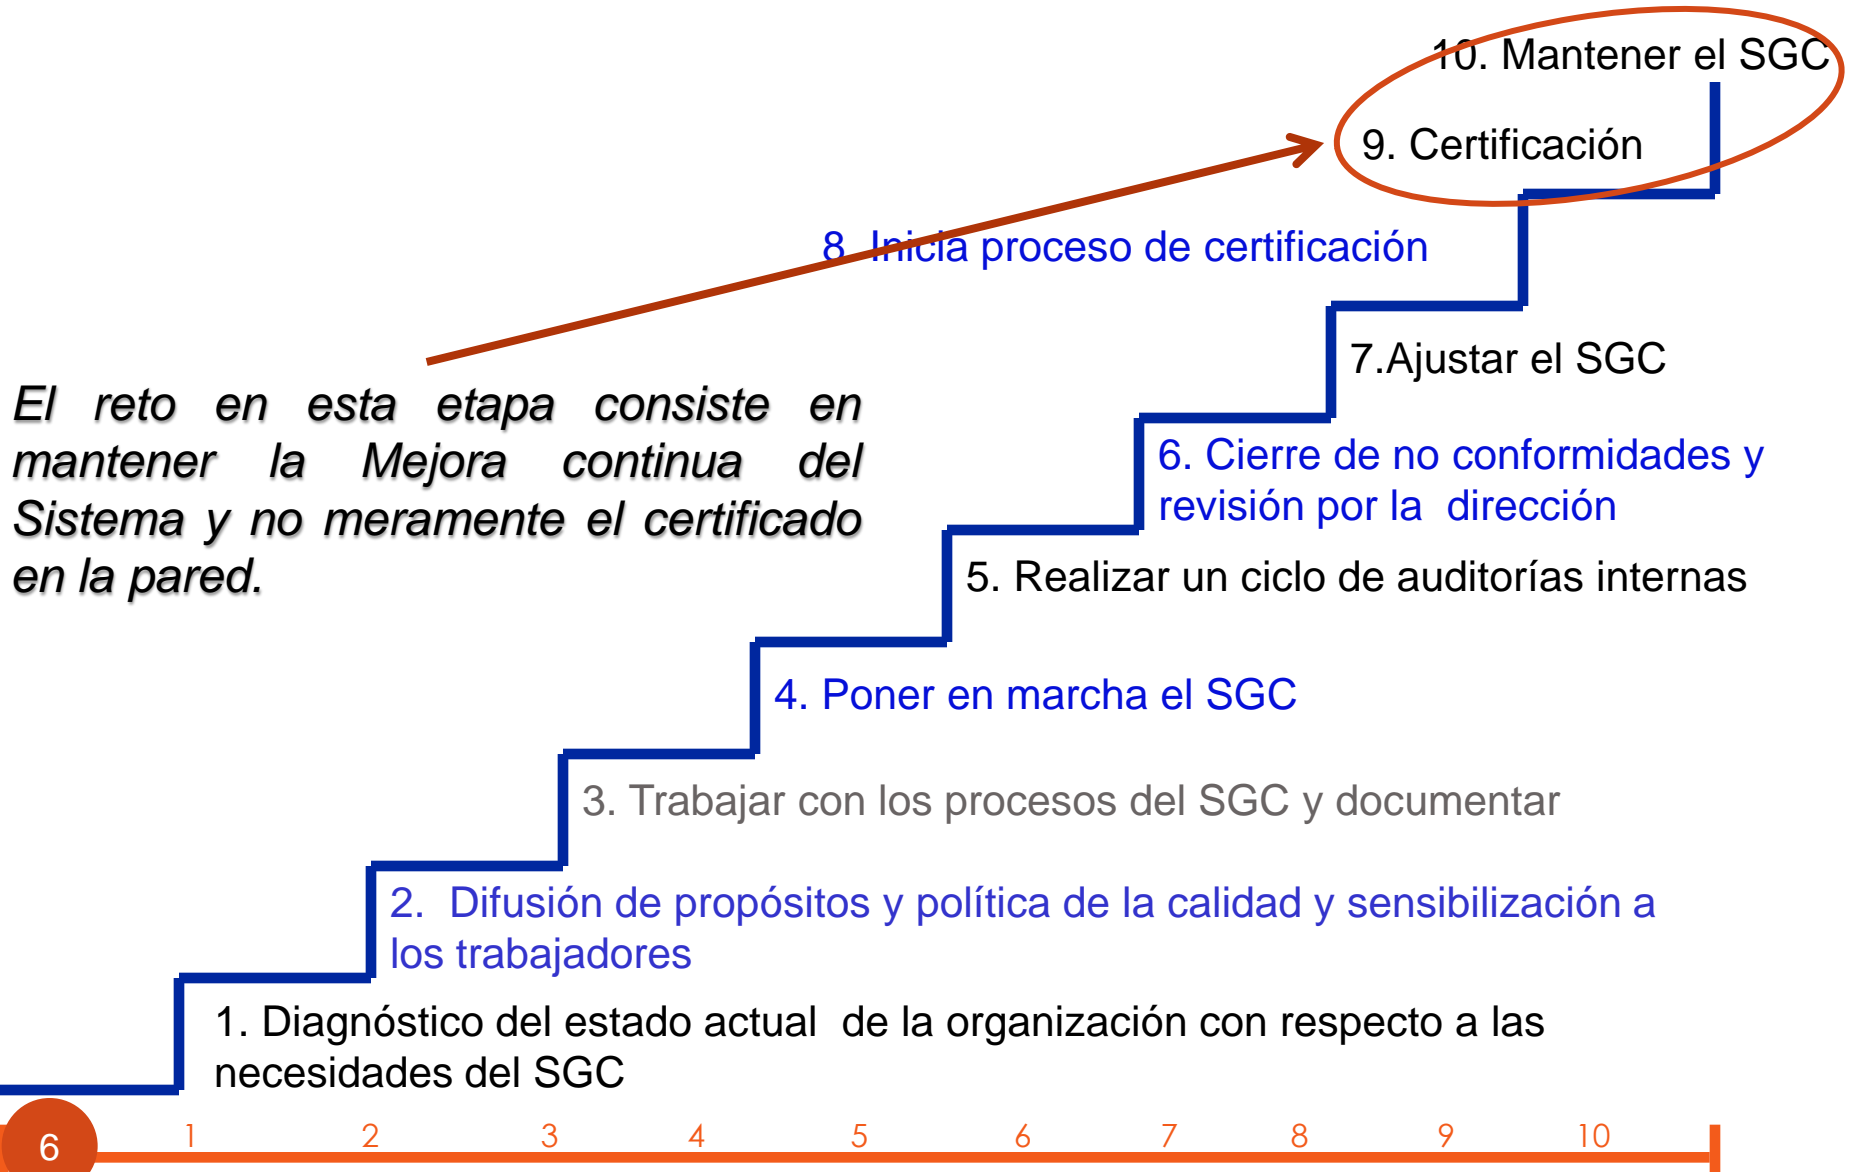 10. Mantener el SGC
9. Certificación
8. Inicia proceso de certificación
7.Ajustar el SGC
El reto en esta etapa consiste en
mantener la Mejora continua del
Sistema y no meramente el certificado
en la pared.
6. Cierre de no conformidades y
revisión por la dirección
5. Realizar un ciclo de auditorías internas
4. Poner en marcha el SGC
3. Trabajar con los procesos del SGC y documentar
2. Difusión de propósitos y política de la calidad y sensibilización a
los trabajadores
1. Diagnóstico del estado actual de la organización con respecto a las
necesidades del SGC
6 1 2 3 4 5 6 7 8 9 10